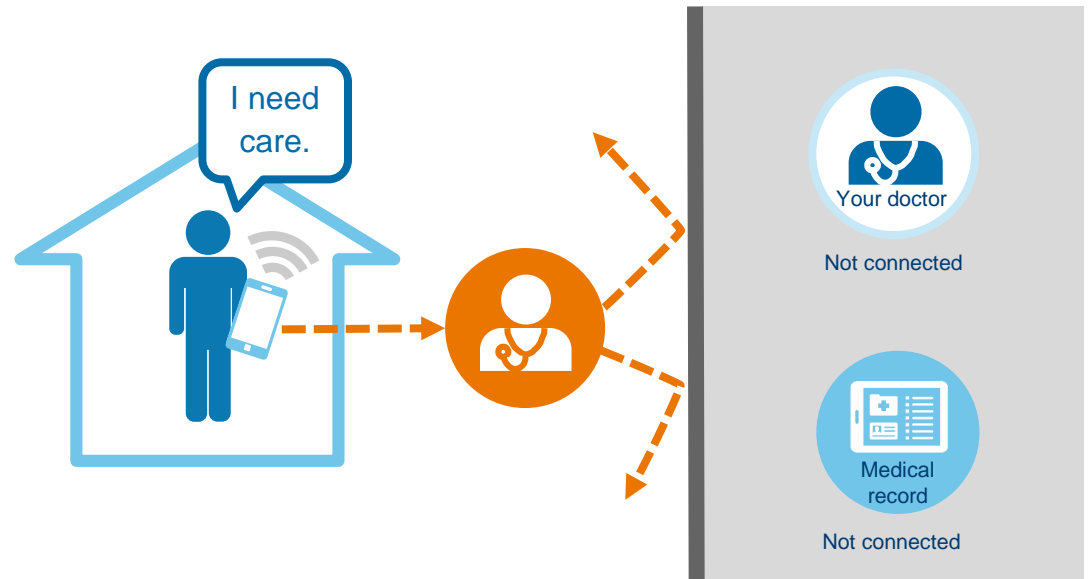 I need
care.
Your doctor
Not connected
Medical
record
Not connected